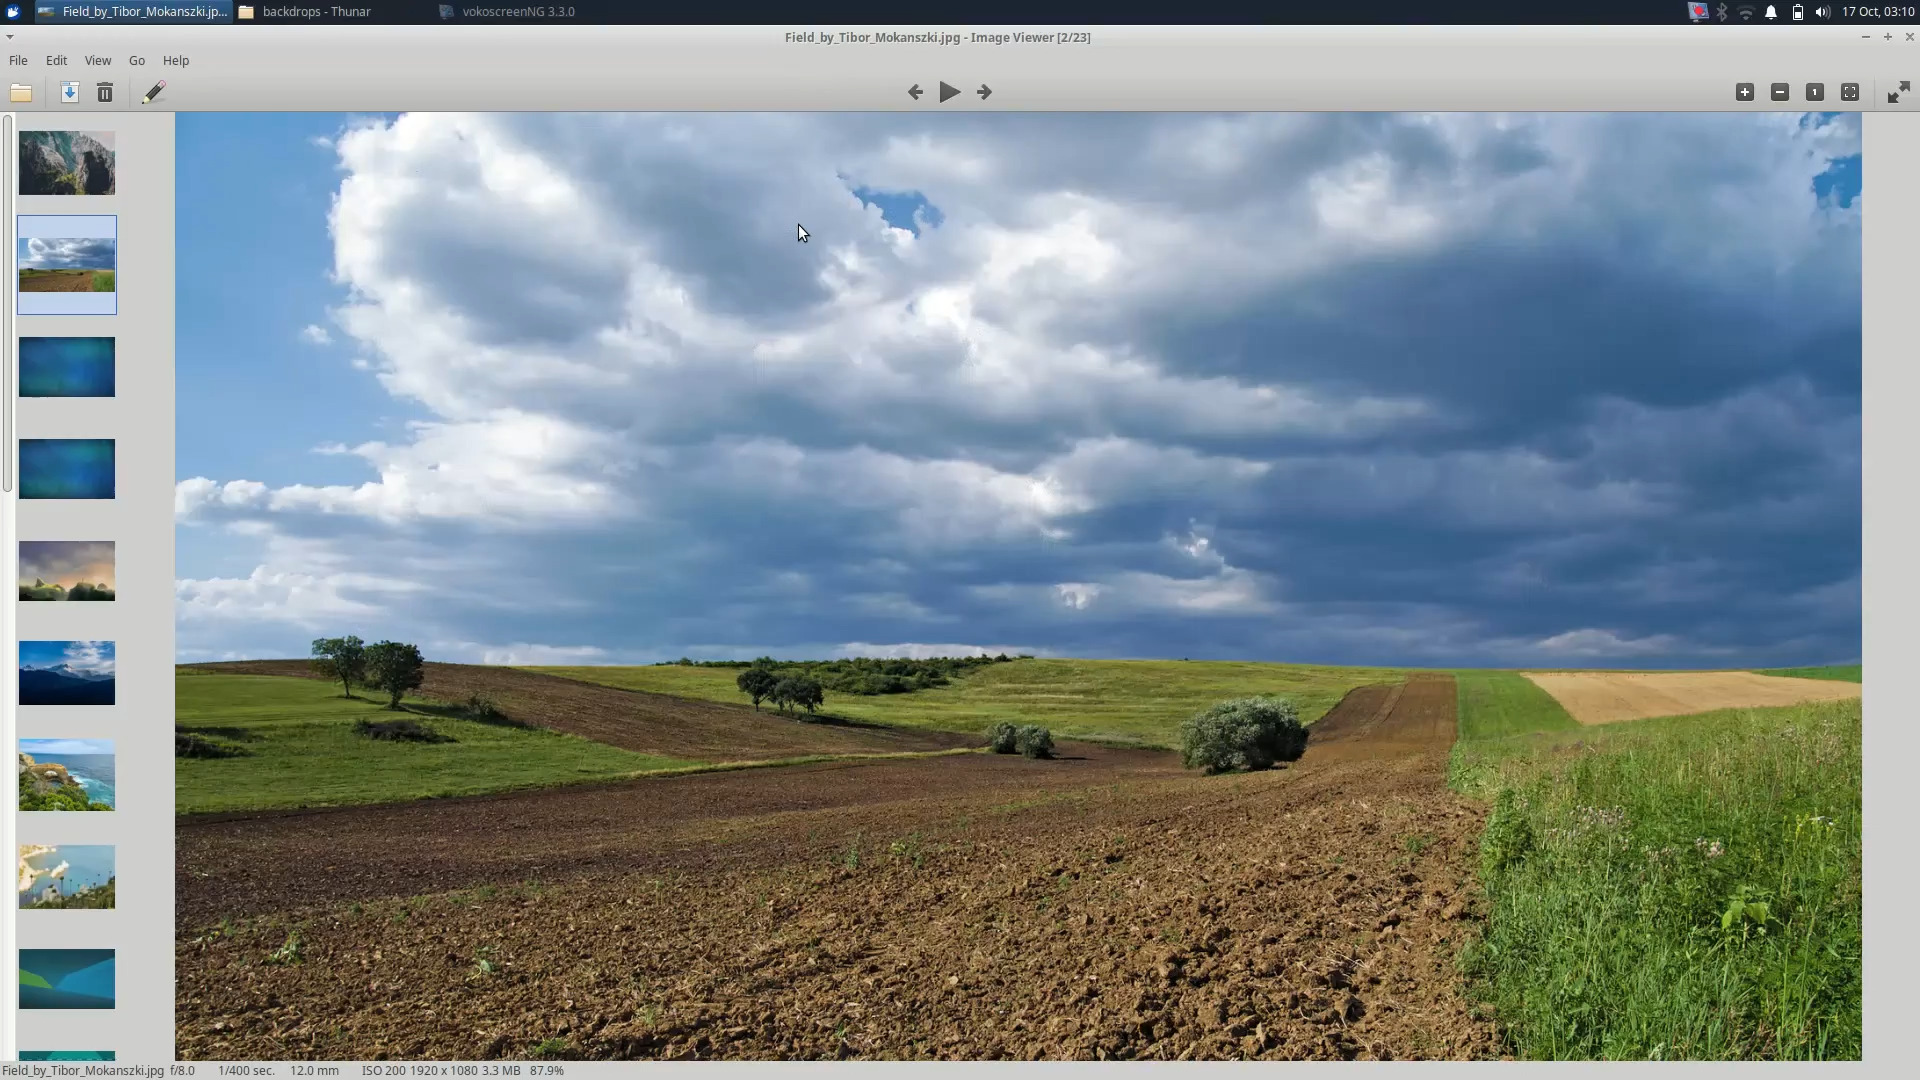 Field_by_Tibor_Mokanszki.jp... backdrops - Thunar vokoscreenNG 3.3.0 17 Oct, 03:10
Field_by_Tibor_Mokanszki.jpg - Image Viewer [2/23]
File Edit View Go Help
1
Field_by_Tibor_Mokanszki.jpg f/8.0 1/400 sec. 12.0 mm ISO 200 1920 x 1080 3.3 MB 87.9%